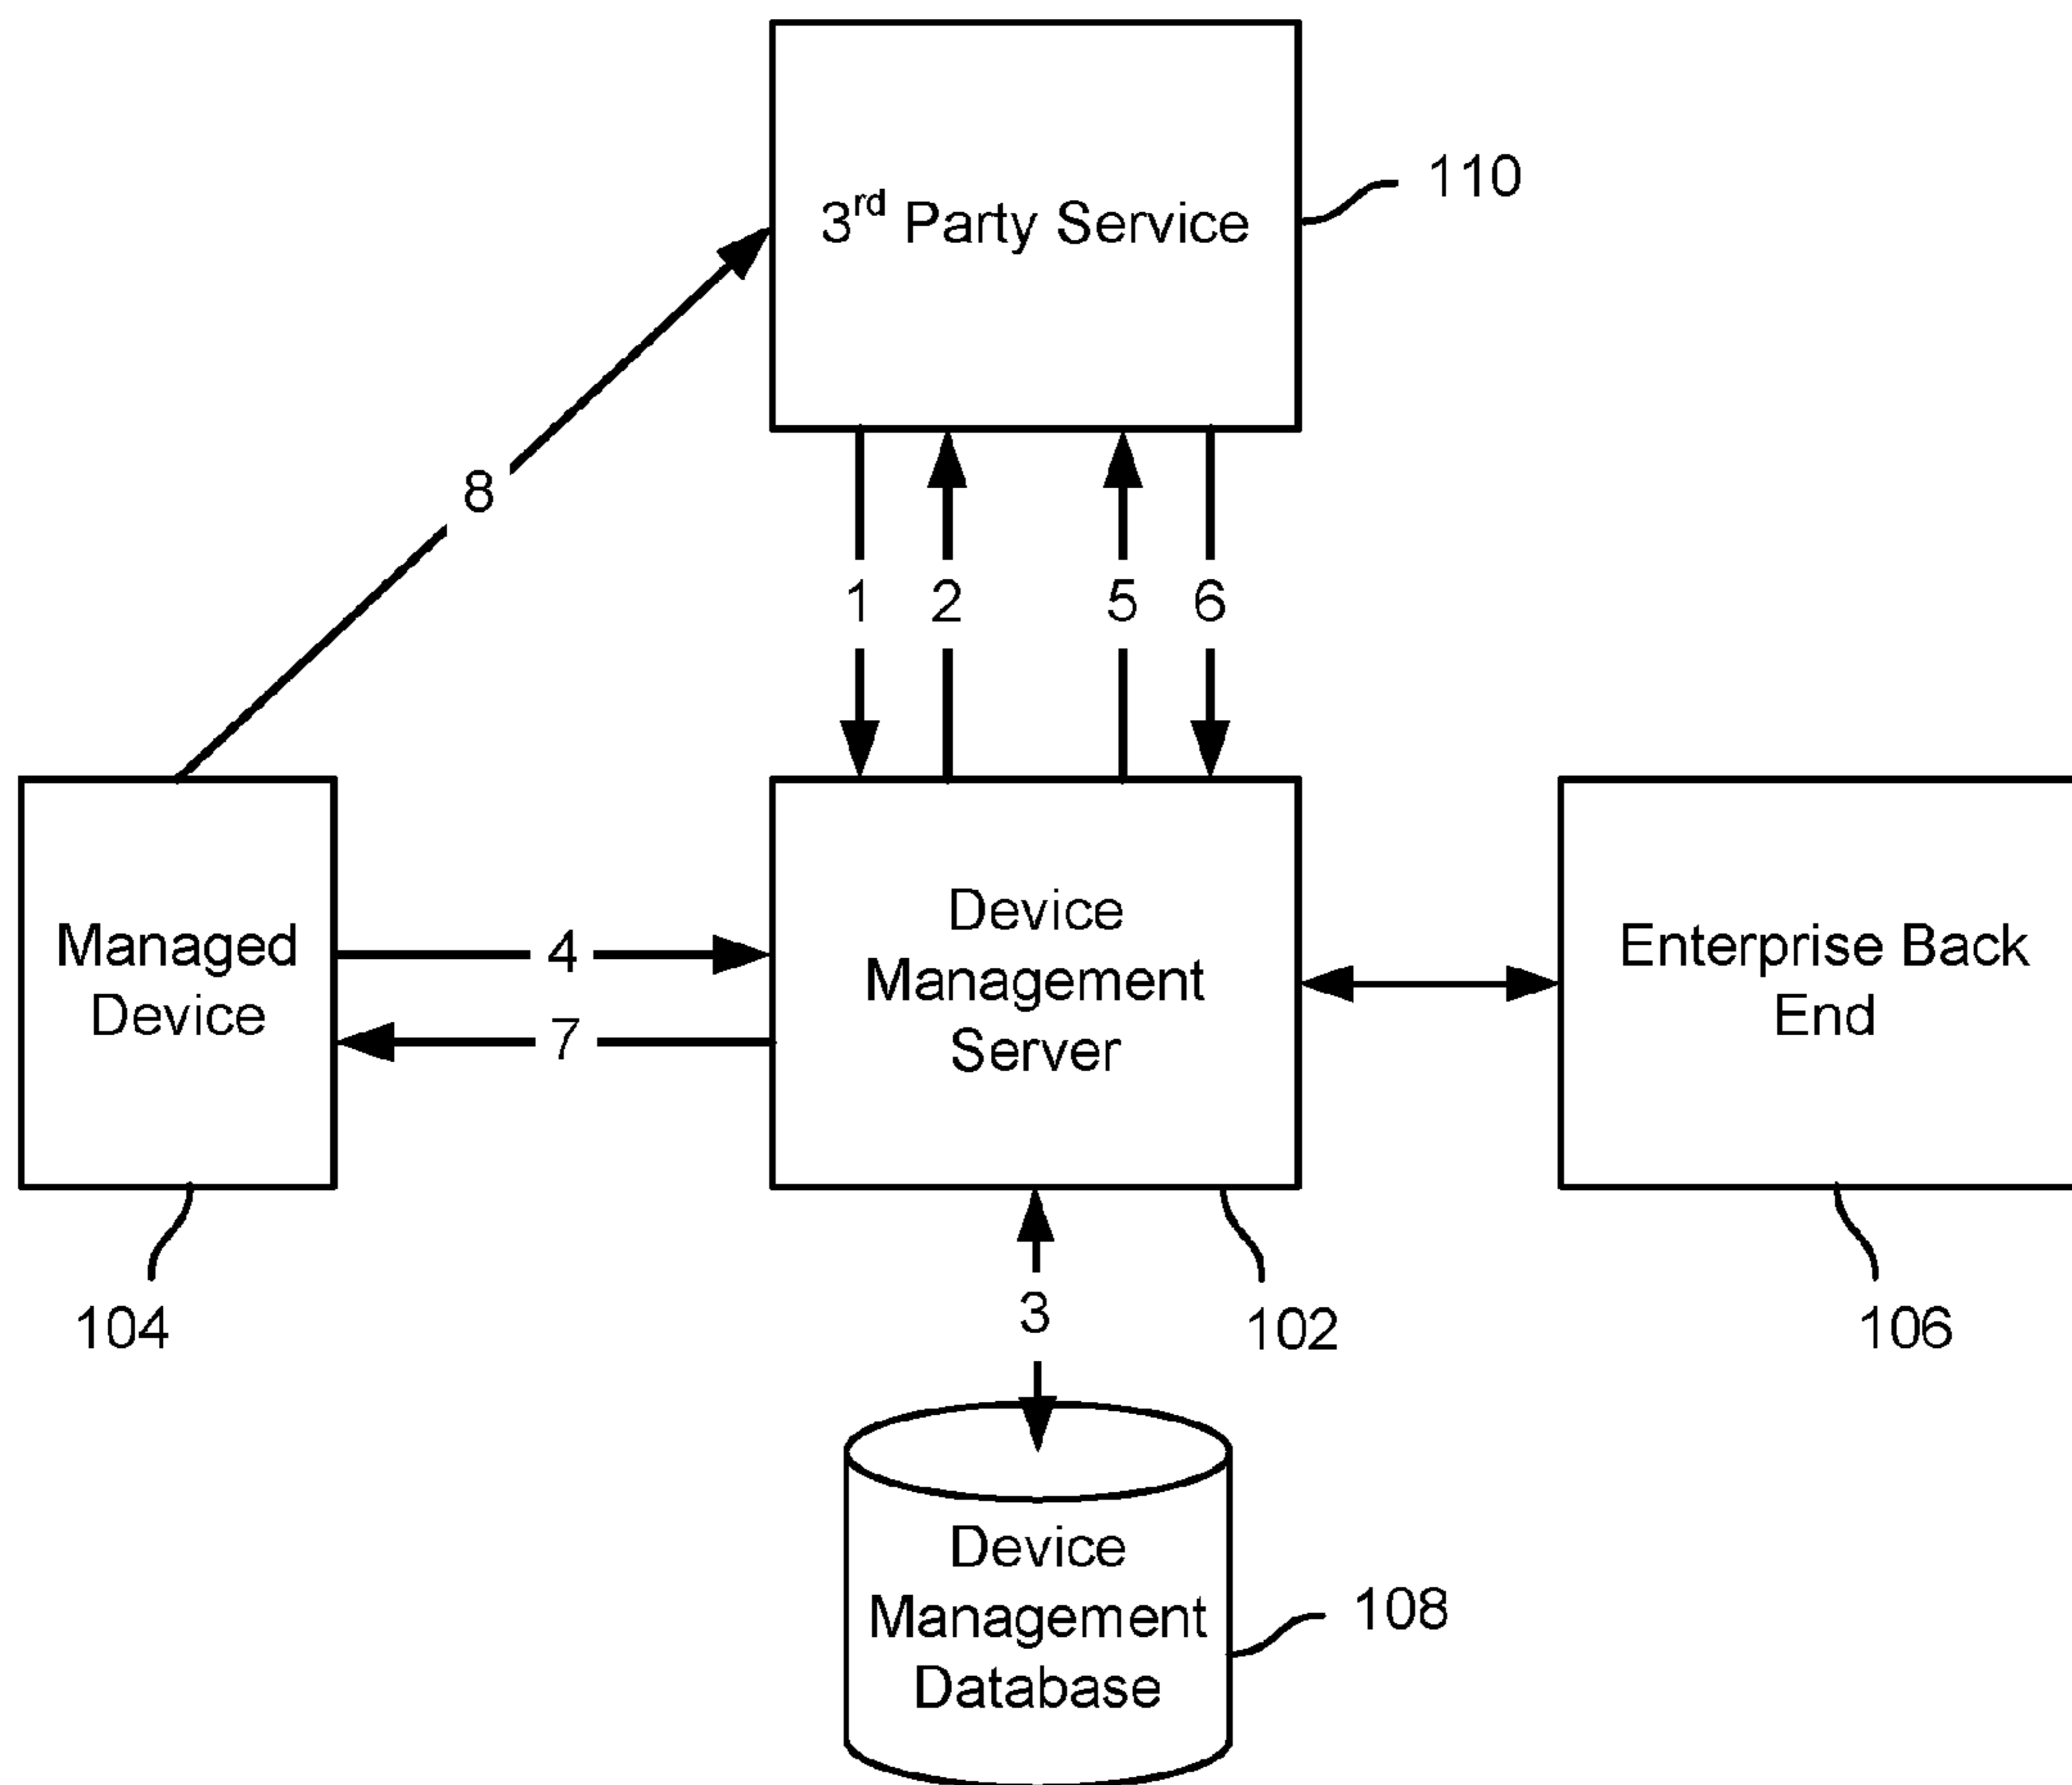 3rd Party Service
110
8
1 2 5 6
Managed
Device
4
7
Device
Management
Server
Enterprise Back
End
104
3
102
106
Device
Management
Database
108